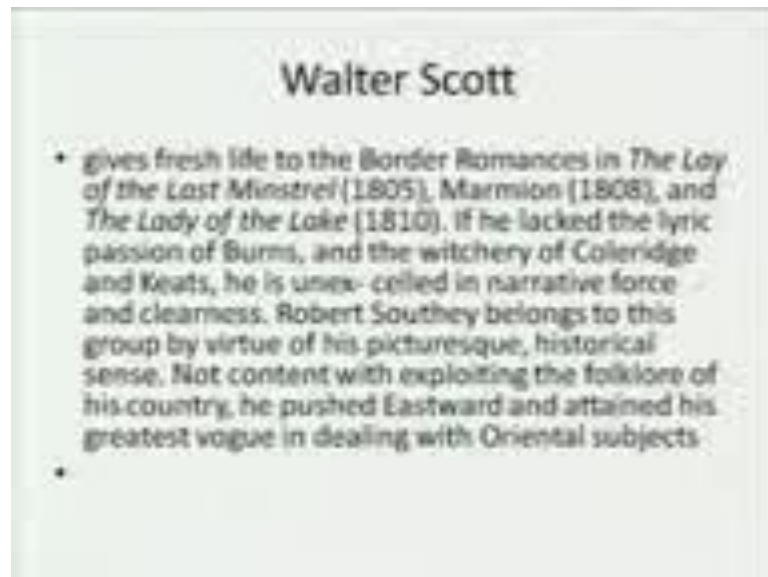 Walter Scott
• gives fresh life to the Border Romances in The Lay
of the Last Minstrel (1805), Marmion (1808), and
The Lady of the Lake (1810). If he lacked the lyric
passion of Burns, and the witchery of Coleridge
and Keats, he is unex- celled in narrative force
and clearness. Robert Southey belongs to this
group by virtue of his picturesque, historical
sense. Not content with exploiting the folklore of
his country, he pushed Eastward and attained his
greatest vogue in dealing with Oriental subjects
•